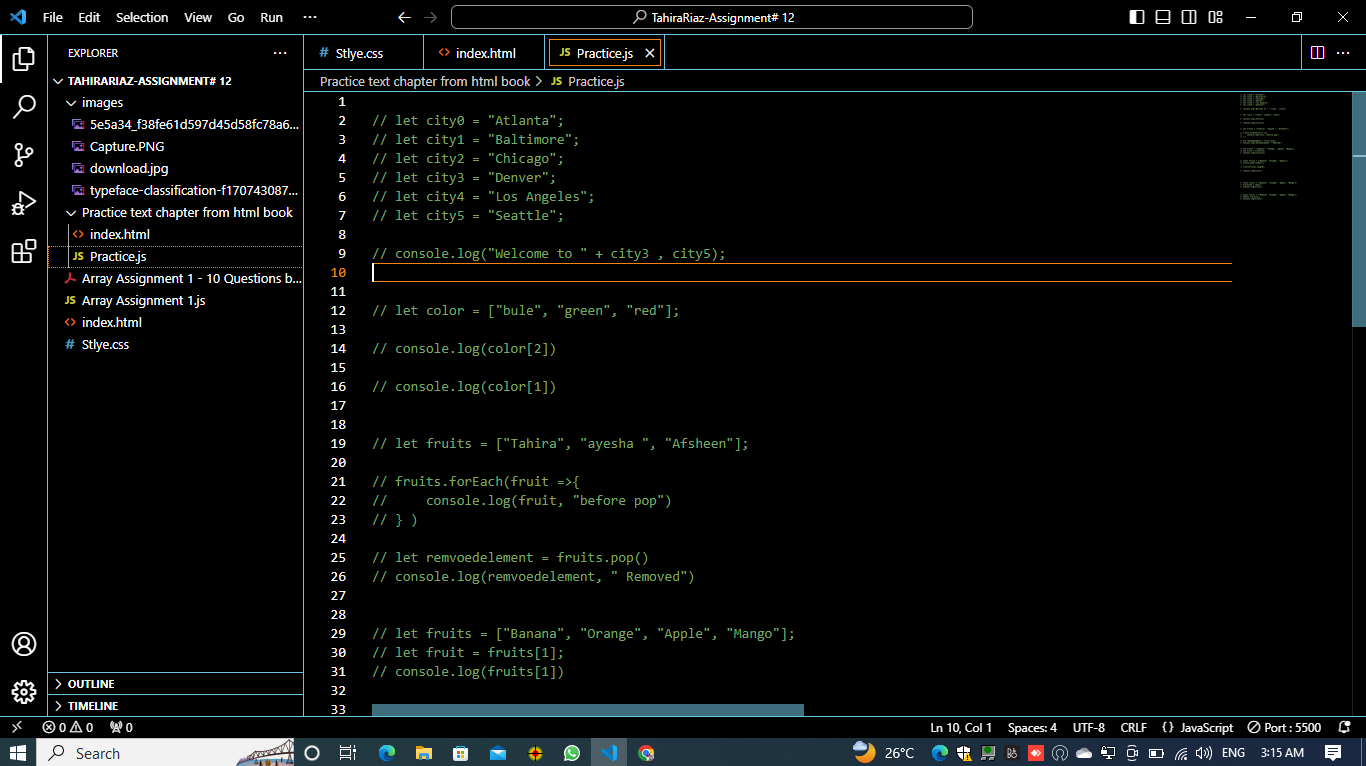 File Edit Selection View Go Run ···
TahiraRiaz-Assignment# 12
EXPLORER
TAHIRARIAZ-ASSIGNMENT# 12
images
5e5a34_f38fe61d597d45d58fc78a6...
Capture.PNG
download.jpg
typeface-classification-f170743087...
Practice text chapter from html book
index.html
JS Practice.js
Array Assignment 1 - 10 Questions b...
JS Array Assignment 1.js
index.html
# Stlye.css
OUTLINE
TIMELINE
# Stlye.css
<> index.html
JS Practice.js
Practice text chapter from html book > JS Practice.js
1
2 // let city0 = "Atlanta";
3 // let city1 = "Baltimore";
4 // let city2 = "Chicago";
5 // let city3 = "Denver";
6 // let city4 = "Los Angeles";
7 // let city5 = "Seattle";
8
9 // console.log("Welcome to " + city3 , city5);
10
11
12 // let color = ["bule", "green", "red"];
13
14 // console.log(color[2])
15
16 // console.log(color[1])
17
18
19 // let fruits = ["Tahira", "ayesha ", "Afsheen"];
20
21 // fruits.forEach(fruit =>{
22 //     console.log(fruit, "before pop")
23 // } )
24
25 // let remvoedelement = fruits.pop()
26 // console.log(remvoedelement, " Removed")
27
28
29 // let fruits = ["Banana", "Orange", "Apple", "Mango"];
30 // let fruit = fruits[1];
31 // console.log(fruits[1])
32
33
0 0 0
Ln 10, Col 1 Spaces: 4 UTF-8 CRLF {} JavaScript Port : 5500
Search
26°C
ENG
3:15 AM